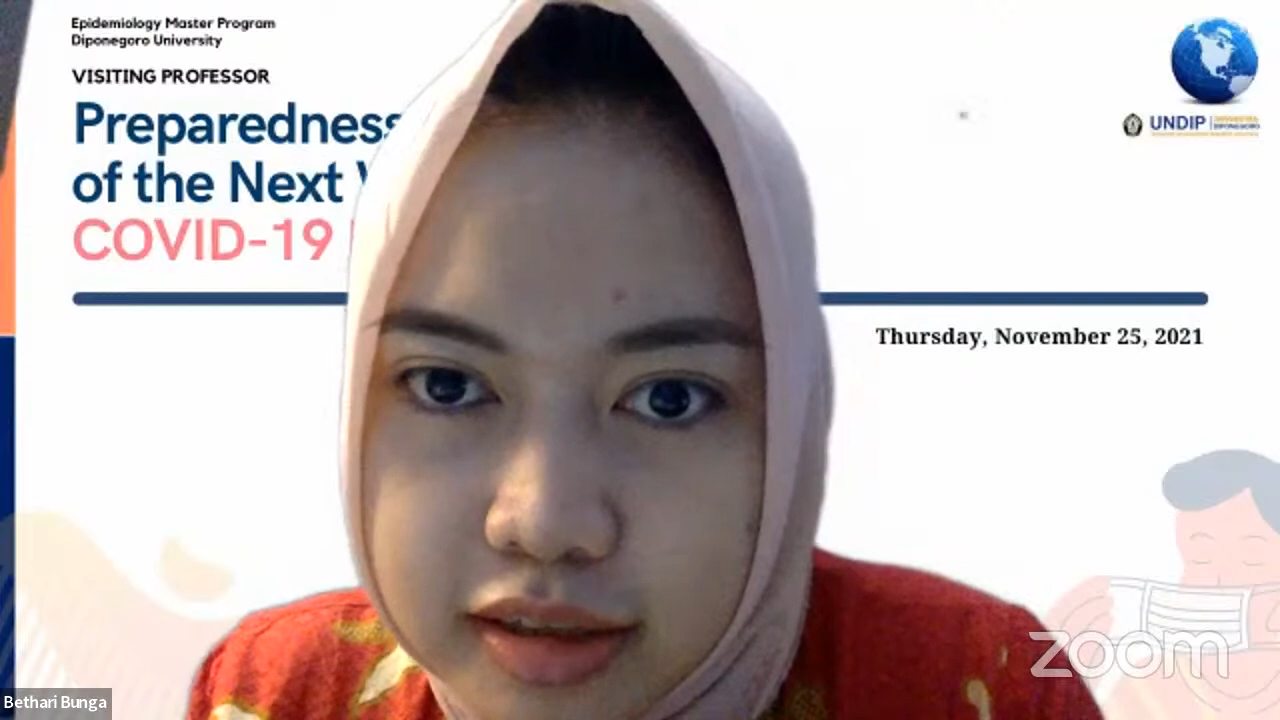 Epidemiology Master Program
Diponegoro University
VISITING PROFESSOR
Preparedness
of the Next
COVID-19
UNDIP
Thursday, November 25, 2021
zoom
Bethari Bunga